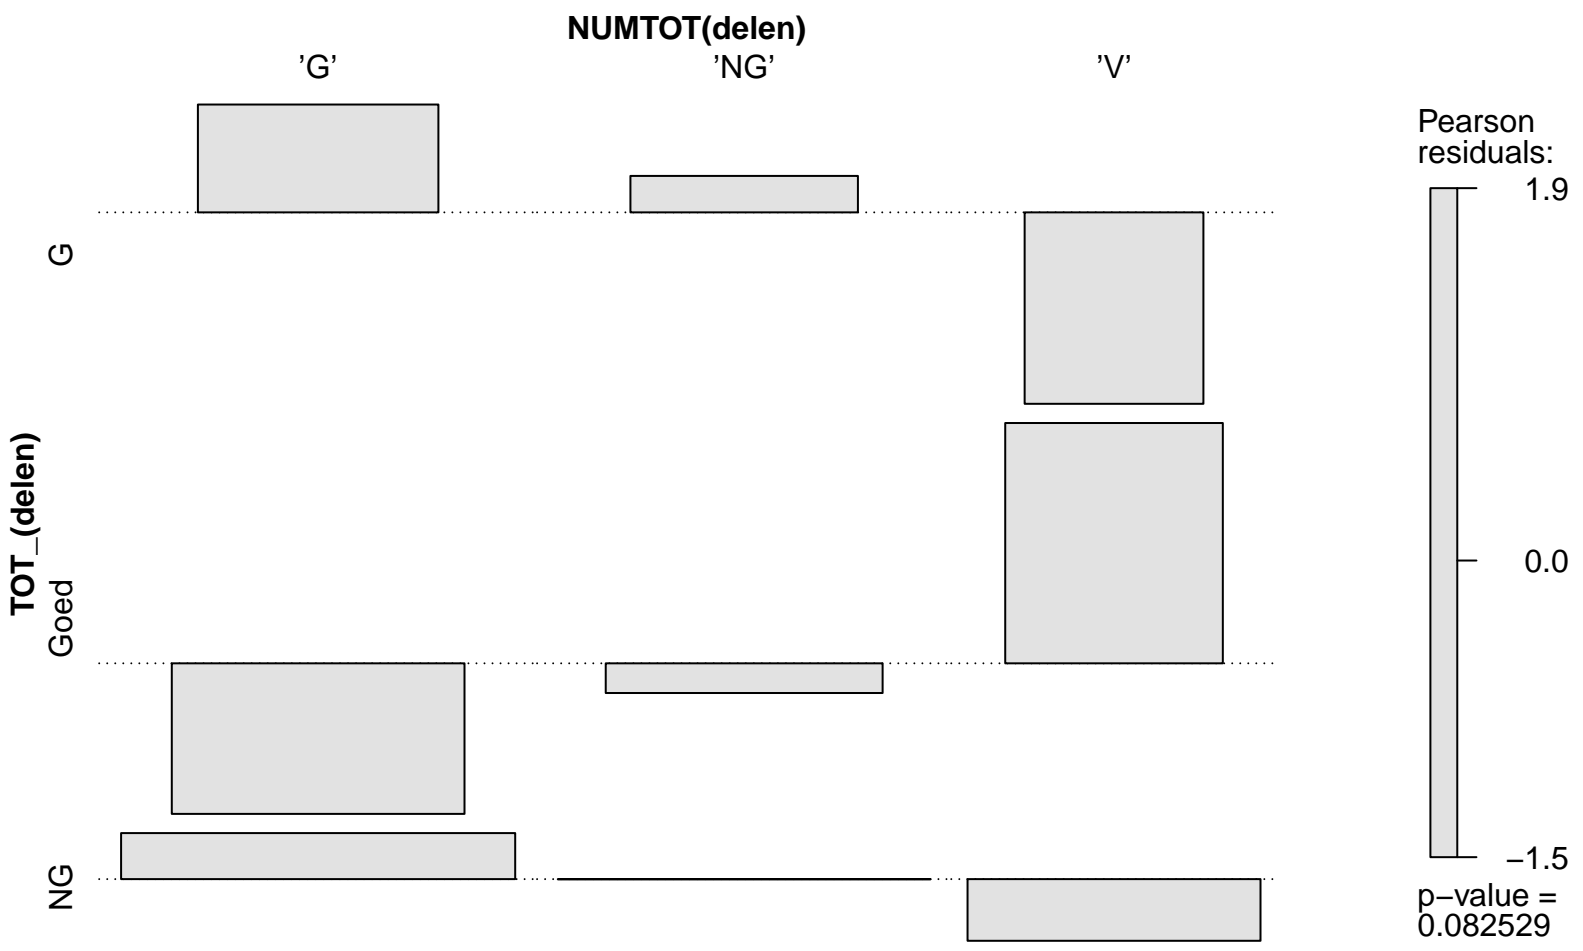 NUMTOT(delen)
’G’ ’NG’ ’V’
Pearson
residuals:
1.9
G
TOT_(delen)
Goed
0.0
NG
−1.5
p−value =
0.082529